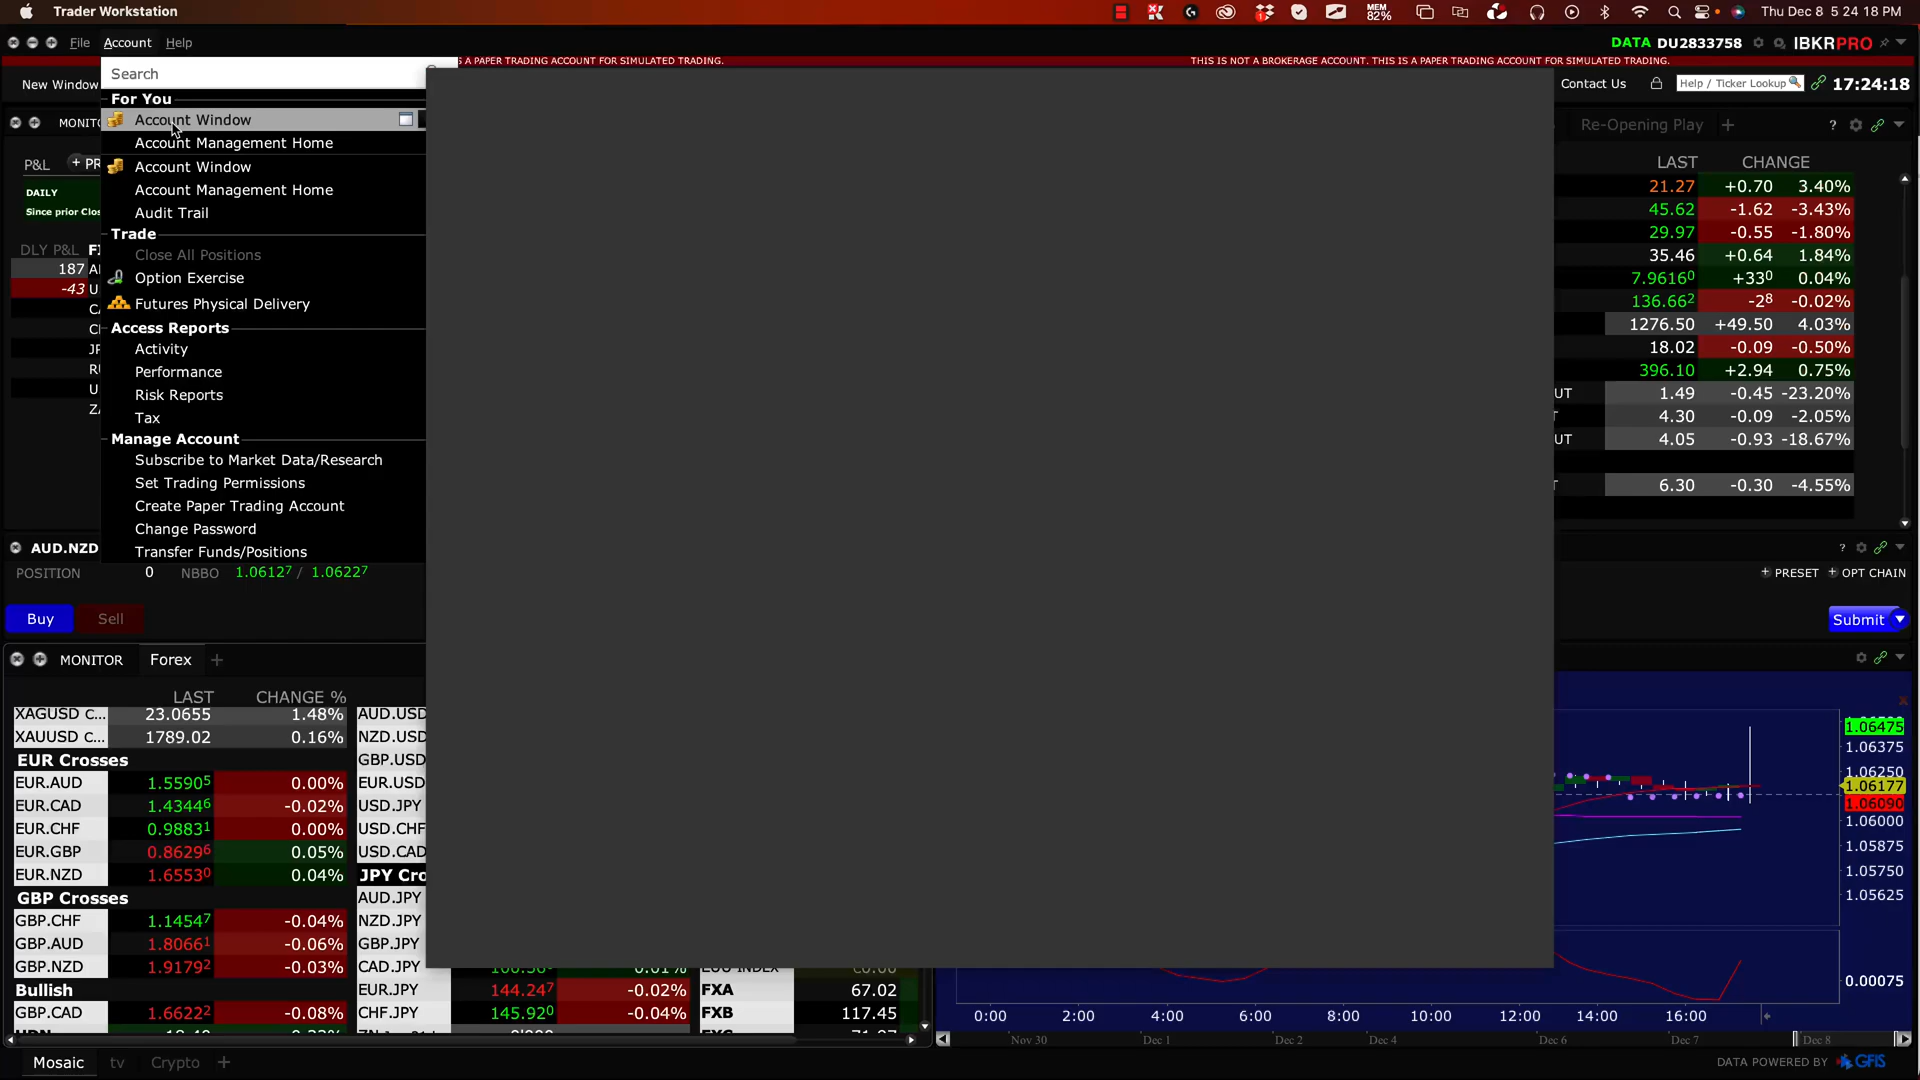 Trader Workstation
MEM 82%
Thu Dec 8 5 24 18 PM
File Account Help
DATA DU2833758
IBKRPRO
S A PAPER TRADING ACCOUNT FOR SIMULATED TRADING.
THIS IS NOT A BROKERAGE ACCOUNT. THIS IS A PAPER TRADING ACCOUNT FOR SIMULATED TRADING.
New Window
Search
Contact Us
Help / Ticker Lookup
17:24:18
For You
Account Window
Account Management Home
Account Window
Account Management Home
Audit Trail
Trade
Close All Positions
Option Exercise
Futures Physical Delivery
Access Reports
Activity
Performance
Risk Reports
Tax
Manage Account
Subscribe to Market Data/Research
Set Trading Permissions
Create Paper Trading Account
Change Password
Transfer Funds/Positions
P&L + PR
DAILY
Since prior Clos
DLY P&L
187
-43 U
Re-Opening Play +
?
LAST CHANGE
21.27 +0.70 3.40%
45.62 -1.62 -3.43%
29.97 -0.55 -1.80%
35.46 +0.64 1.84%
7.9616⁰ +33⁰ 0.04%
136.66² -2⁸ -0.02%
1276.50 +49.50 4.03%
18.02 -0.09 -0.50%
396.10 +2.94 0.75%
UT 1.49 -0.45 -23.20%
4.30 -0.09 -2.05%
UT 4.05 -0.93 -18.67%
6.30 -0.30 -4.55%
AUD.NZD
POSITION 0 NBBO 1.0612⁷ / 1.0622⁷
? 
+ PRESET + OPT CHAIN
Buy Sell
Submit
MONITOR Forex +
LAST CHANGE %
XAGUSD c... 23.0655 1.48%
XAUUSD c... 1789.02 0.16%
EUR Crosses
EUR.AUD 1.5590⁵ 0.00%
EUR.CAD 1.4344⁶ -0.02%
EUR.CHF 0.9883¹ 0.00%
EUR.GBP 0.8629⁶ 0.05%
EUR.NZD 1.6553⁰ 0.04%
GBP Crosses
GBP.CHF 1.1454⁷ -0.04%
GBP.AUD 1.8066¹ -0.06%
GBP.NZD 1.9179² -0.03%
Bullish
GBP.CAD 1.6622² -0.08%
AUD.USD
NZD.USD
GBP.USD
EUR.USD
USD.JPY
USD.CHF
USD.CAD
JPY Cro
AUD.JPY
NZD.JPY
GBP.JPY
CAD.JPY
EUR.JPY 144.24⁷ -0.02%
CHF.JPY 145.92⁰ -0.04%
FXA 67.02
FXB 117.45
1.06475
1.06375
1.06250
1.06177
1.06090
1.06000
1.05875
1.05750
1.05625
0.00075
0:00 2:00 4:00 6:00 8:00 10:00 12:00 14:00 16:00
Nov 30 Dec 1 Dec 2 Dec 4 Dec 6 Dec 7 Dec 8
Mosaic tv Crypto +
DATA POWERED BY GFIS